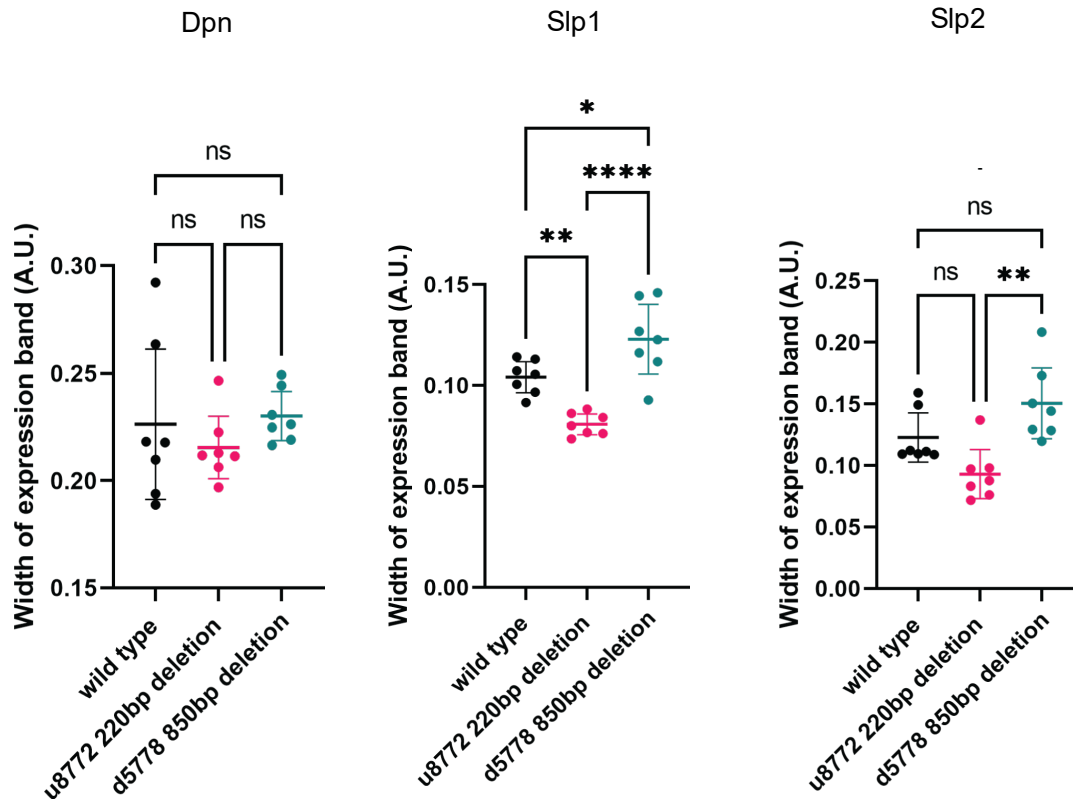 Dpn
Slp1
Slp2
ns
ns
ns
*
****
**
-
ns
ns
**
Width of expression band (A.U.)
0.30
0.25
0.20
0.15
wild type
u8772 220bp deletion
d5778 850bp deletion
Width of expression band (A.U.)
0.15
0.10
0.05
0.00
wild type
u8772 220bp deletion
d5778 850bp deletion
Width of expression band (A.U.)
0.25
0.20
0.15
0.10
0.05
0.00
wild type
u8772 220bp deletion
d5778 850bp deletion